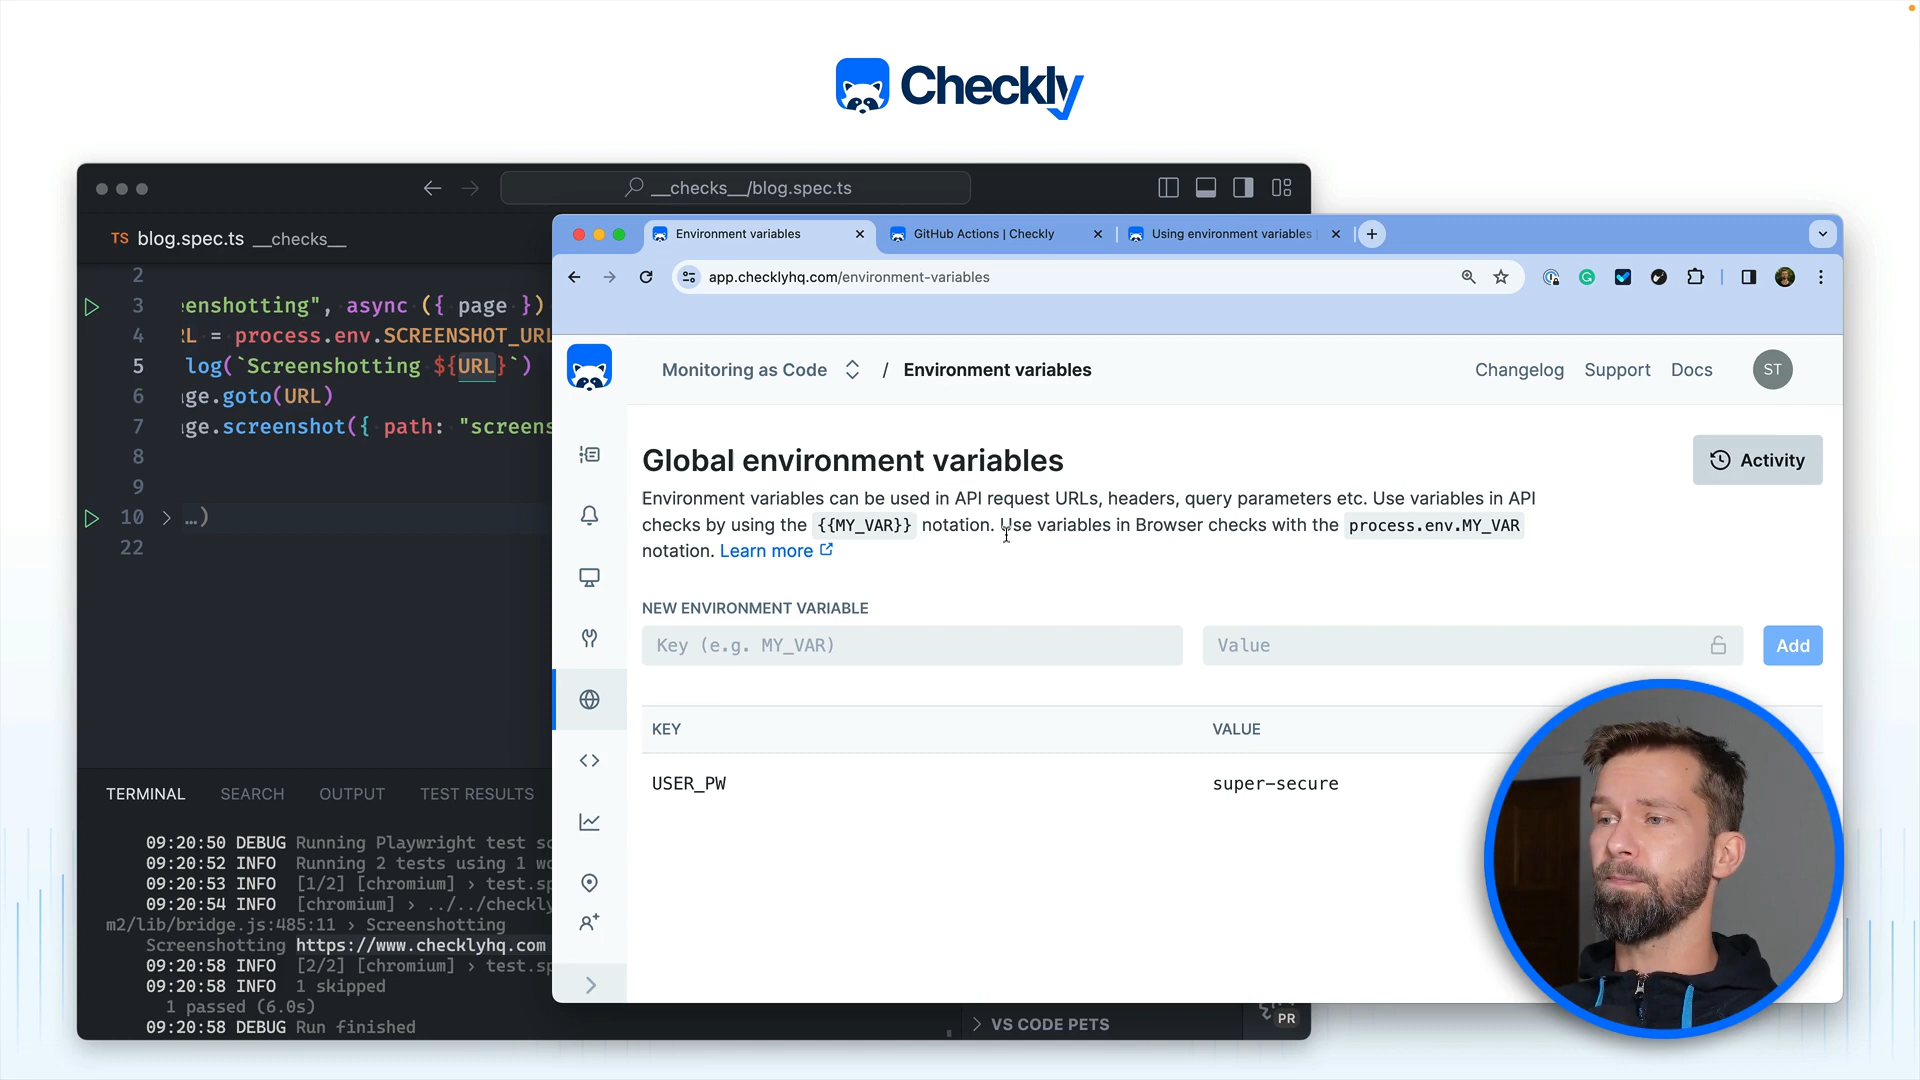 Checkly
__checks__/blog.spec.ts
TS blog.spec.ts __checks__
2
3 enshotting", async ({ page })
4 RL = process.env.SCREENSHOT_URL
5 log(`Screenshotting ${URL}`)
6 ge.goto(URL)
7 ge.screenshot({ path: "screens
8
9
10 …)
22
TERMINAL SEARCH OUTPUT TEST RESULTS
09:20:50 DEBUG Running Playwright test sc
09:20:52 INFO Running 2 tests using 1 wo
09:20:53 INFO [1/2] [chromium] › test.sp
09:20:54 INFO [chromium] › ../../checkly
m2/lib/bridge.js:485:11 › Screenshotting
Screenshotting https://www.checklyhq.com
09:20:58 INFO [2/2] [chromium] › test.sp
09:20:58 INFO 1 skipped
1 passed (6.0s)
09:20:58 DEBUG Run finished
VS CODE PETS
PR
Environment variables
GitHub Actions | Checkly
Using environment variables
app.checklyhq.com/environment-variables
Monitoring as Code / Environment variables
Changelog Support Docs ST
Global environment variables
Activity
Environment variables can be used in API request URLs, headers, query parameters etc. Use variables in API
checks by using the {{MY_VAR}} notation. Use variables in Browser checks with the process.env.MY_VAR
notation. Learn more
NEW ENVIRONMENT VARIABLE
Key (e.g. MY_VAR) Value Add
KEY VALUE
USER_PW super-secure